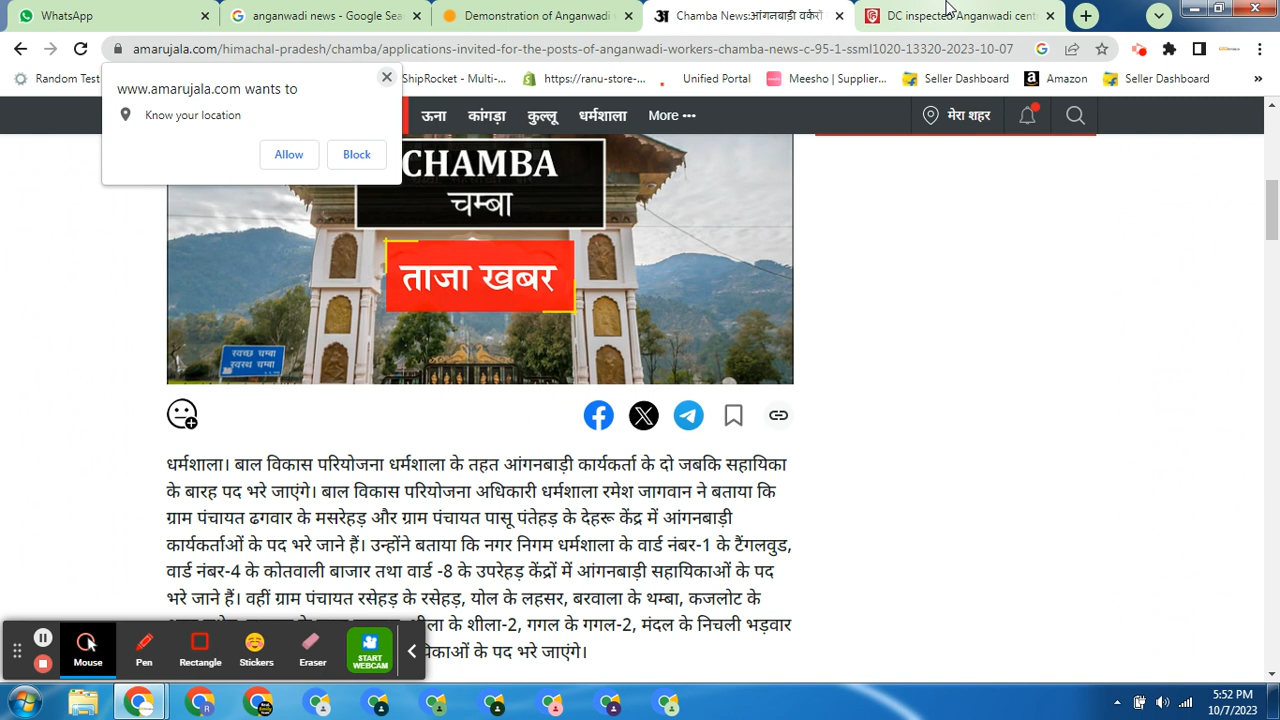 WhatsApp
anganwadi news - Google Sea
Demonstration of Anganwadi
Chamba News:आंगनबाड़ी वर्करों
DC inspected Anganwadi cent
amarujala.com/himachal-pradesh/chamba/applications-invited-for-the-posts-of-anganwadi-workers-chamba-news-c-95-1-ssml1020-13320-2023-10-07
Random Test
ShipRocket - Multi-...
https://ranu-store-...
Unified Portal
Meesho | Supplier...
Seller Dashboard
Amazon
Seller Dashboard
»
www.amarujala.com wants to
Know your location
Allow
Block
ऊना
कांगड़ा
कुल्लू
धर्मशाला
More •••
मेरा शहर
CHAMBA
चम्बा
ताजा खबर
स्वच्छ चम्बा
स्वस्थ चम्बा
धर्मशाला। बाल विकास परियोजना धर्मशाला के तहत आंगनबाड़ी कार्यकर्ता के दो जबकि सहायिका
के बारह पद भरे जाएंगे। बाल विकास परियोजना अधिकारी धर्मशाला रमेश जागवान ने बताया कि
ग्राम पंचायत ढगवार के मसरेहड़ और ग्राम पंचायत पासू पंतेहड़ के देहरू केंद्र में आंगनबाड़ी
कार्यकर्ताओं के पद भरे जाने हैं। उन्होंने बताया कि नगर निगम धर्मशाला के वार्ड नंबर-1 के टैंगलवुड,
वार्ड नंबर-4 के कोतवाली बाजार तथा वार्ड -8 के उपरेहड़ केंद्रों में आंगनबाड़ी सहायिकाओं के पद
भरे जाने हैं। वहीं ग्राम पंचायत रसेहड़ के रसेहड़, योल के लहसर, बरवाला के थम्बा, कजलोट के
के शीला-2, गगल के गगल-2, मंदल के निचली भड़वार
के पद भरे जाएंगे।
Mouse
Pen
Rectangle
Stickers
Eraser
START
WEBCAM
5:52 PM
10/7/2023